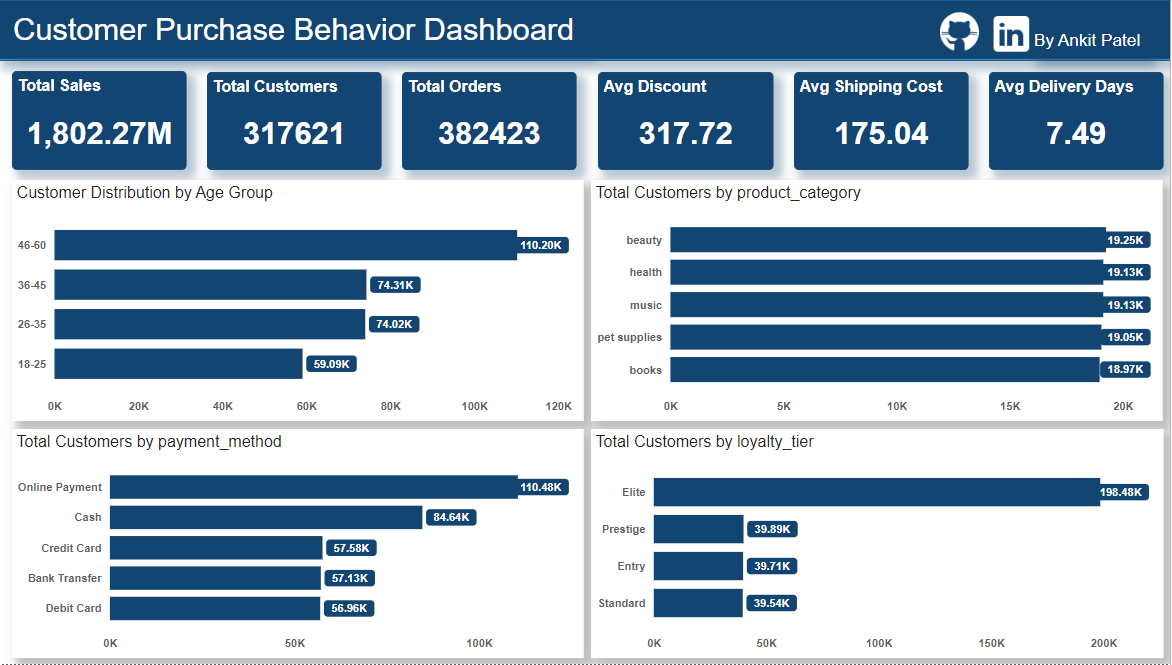 Customer Purchase Behavior Dashboard
in By Ankit Patel
Total Sales
1,802.27M
Total Customers
317621
Total Orders
382423
Avg Discount
317.72
Avg Shipping Cost
175.04
Avg Delivery Days
7.49
Customer Distribution by Age Group
46-60 110.20K
36-45 74.31K
26-35 74.02K
18-25 59.09K
0K 20K 40K 60K 80K 100K 120K
Total Customers by product_category
beauty 19.25K
health 19.13K
music 19.13K
pet supplies 19.05K
books 18.97K
0K 5K 10K 15K 20K
Total Customers by payment_method
Online Payment 110.48K
Cash 84.64K
Credit Card 57.58K
Bank Transfer 57.13K
Debit Card 56.96K
0K 50K 100K
Total Customers by loyalty_tier
Elite 198.48K
Prestige 39.89K
Entry 39.71K
Standard 39.54K
0K 50K 100K 150K 200K